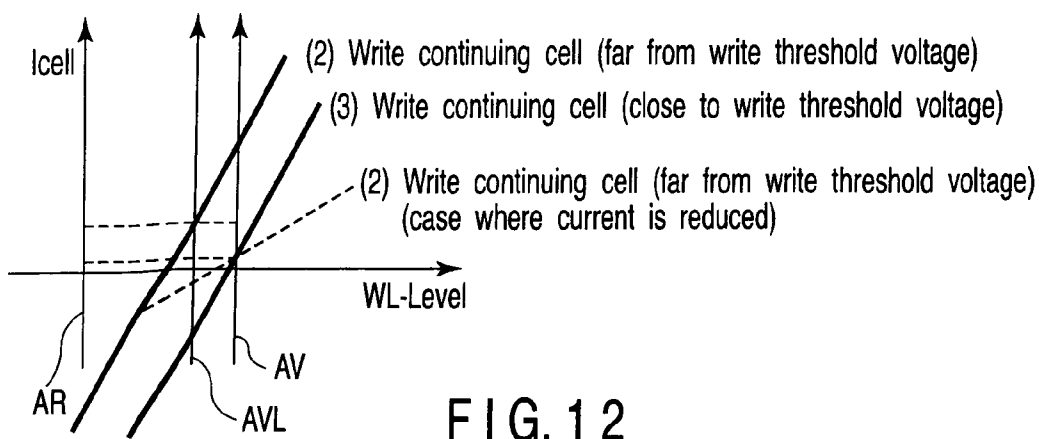 Icell
(2) Write continuing cell (far from write threshold voltage)
(3) Write continuing cell (close to write threshold voltage)
(2) Write continuing cell (far from write threshold voltage)
(case where current is reduced)
WL-Level
AR
AVL
AV
FIG. 12